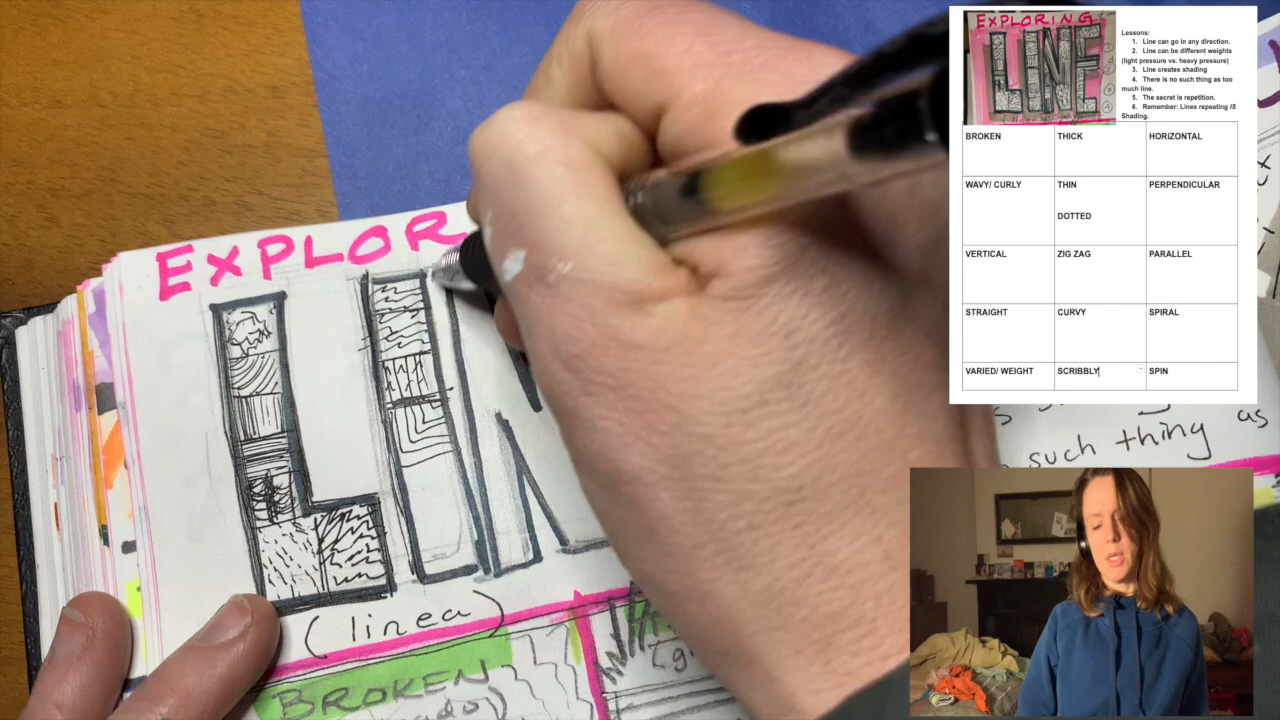 EXPLOR
LIN
(linea)
BROKEN
such thing as
EXPLORING
LINE
Lessons:
1. Line can go in any direction.
2. Line can be different weights
(light pressure vs. heavy pressure)
3. Line creates shading
4. There is no such thing as too
much line.
5. The secret is repetition.
6. Remember: Lines repeating IS
Shading.
BROKEN THICK HORIZONTAL
WAVY/ CURLY THIN PERPENDICULAR
DOTTED
VERTICAL ZIG ZAG PARALLEL
STRAIGHT CURVY SPIRAL
VARIED/ WEIGHT SCRIBBLY SPIN